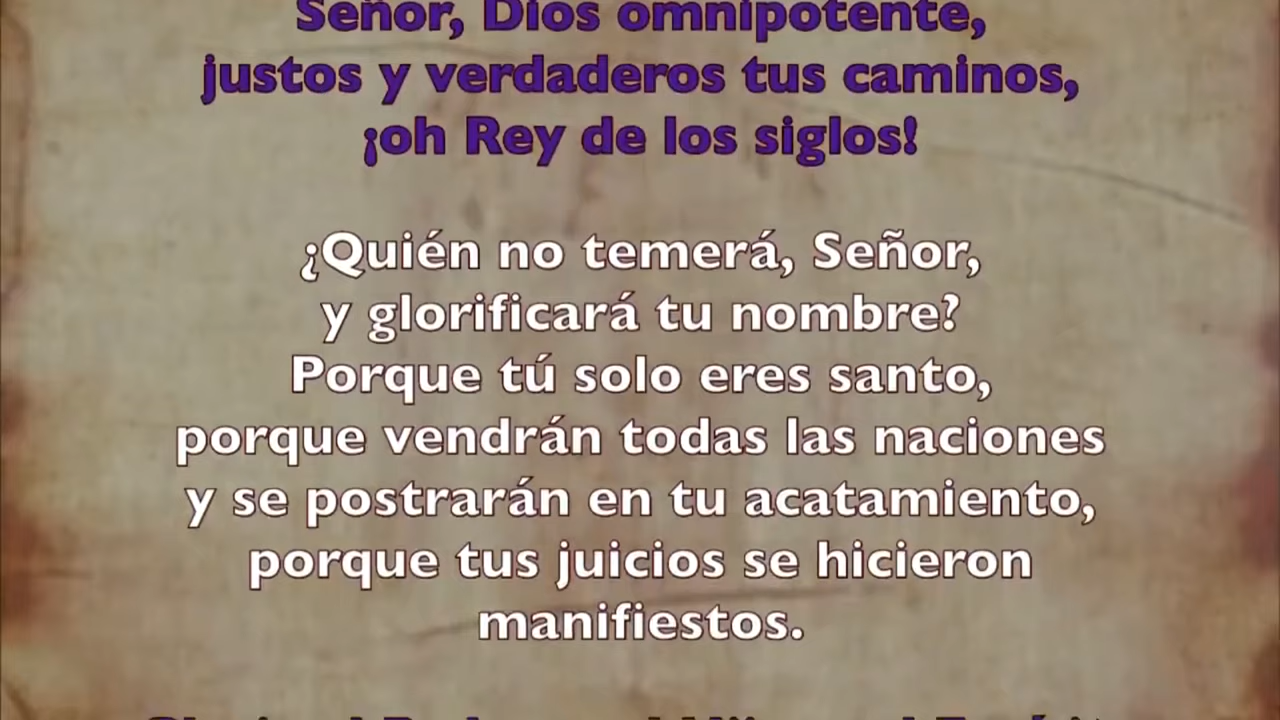 Señor, Dios omnipotente,
justos y verdaderos tus caminos,
¡oh Rey de los siglos!
¿Quién no temerá, Señor,
y glorificará tu nombre?
Porque tú solo eres santo,
porque vendrán todas las naciones
y se postrarán en tu acatamiento,
porque tus juicios se hicieron
manifiestos.